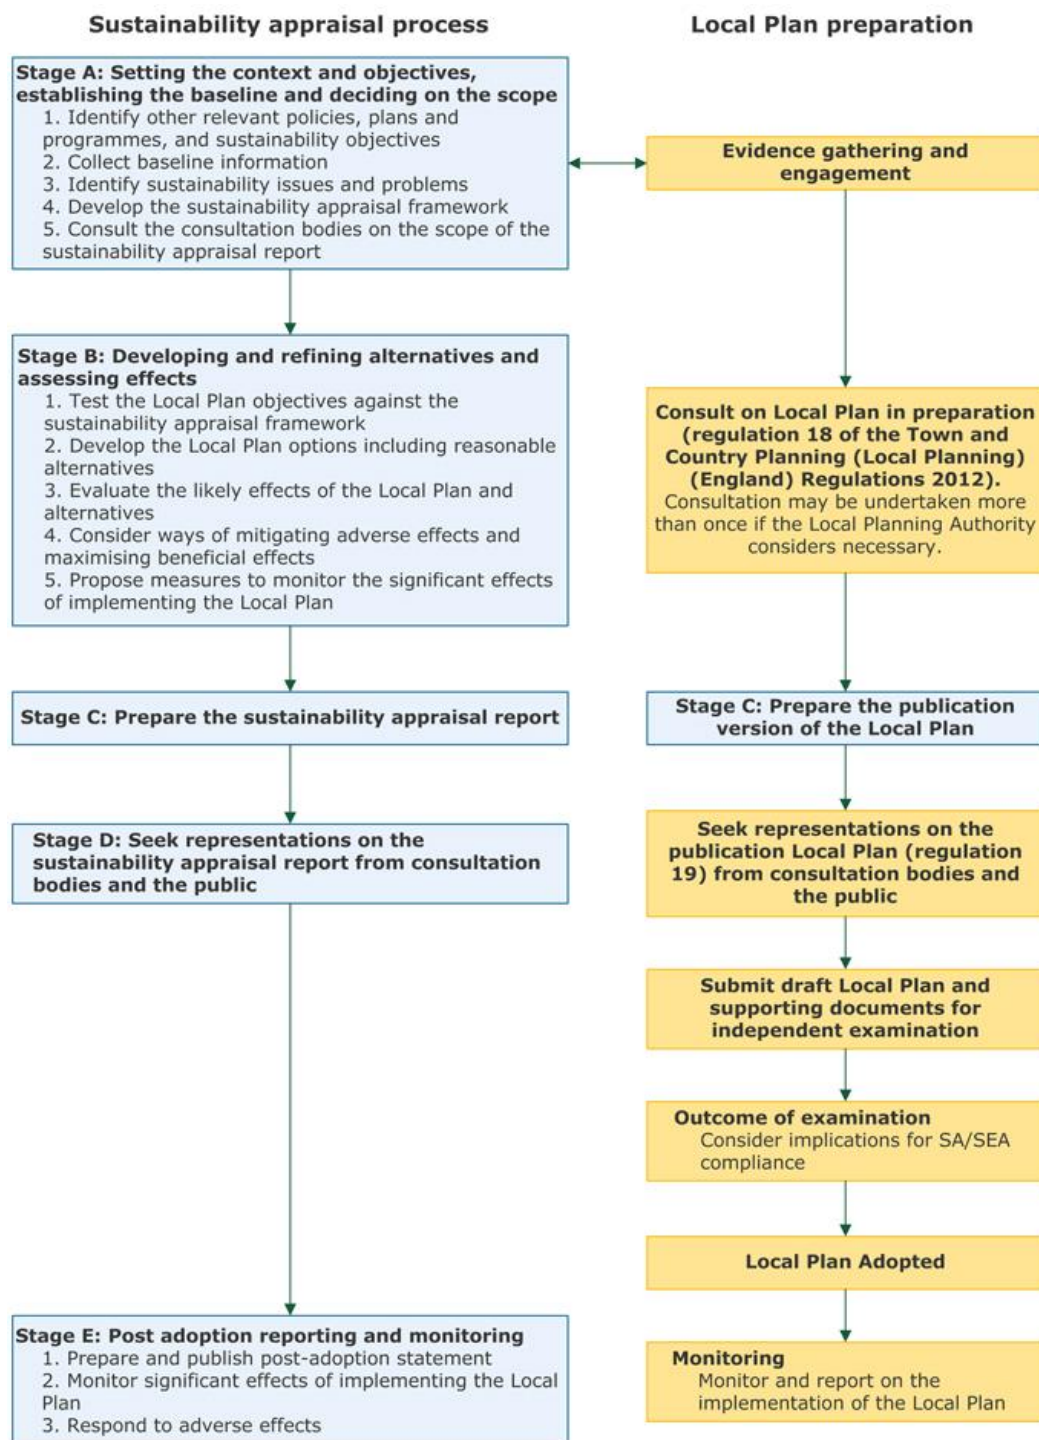 Sustainability appraisal process
Local Plan preparation
Stage A: Setting the context and objectives,
establishing the baseline and deciding on the scope
1. Identify other relevant policies, plans and
programmes, and sustainability objectives
2. Collect baseline information
3. Identify sustainability issues and problems
4. Develop the sustainability appraisal framework
5. Consult the consultation bodies on the scope of the
sustainability appraisal report
Evidence gathering and
engagement
Stage B: Developing and refining alternatives and
assessing effects
1. Test the Local Plan objectives against the
sustainability appraisal framework
2. Develop the Local Plan options including reasonable
alternatives
3. Evaluate the likely effects of the Local Plan and
alternatives
4. Consider ways of mitigating adverse effects and
maximising beneficial effects
5. Propose measures to monitor the significant effects
of implementing the Local Plan
Consult on Local Plan in preparation
(regulation 18 of the Town and
Country Planning (Local Planning)
(England) Regulations 2012).
Consultation may be undertaken more
than once if the Local Planning Authority
considers necessary.
Stage C: Prepare the sustainability appraisal report
Stage C: Prepare the publication
version of the Local Plan
Stage D: Seek representations on the
sustainability appraisal report from consultation
bodies and the public
Seek representations on the
publication Local Plan (regulation
19) from consultation bodies and
the public
Submit draft Local Plan and
supporting documents for
independent examination
Outcome of examination
Consider implications for SA/SEA
compliance
Local Plan Adopted
Stage E: Post adoption reporting and monitoring
1. Prepare and publish post-adoption statement
2. Monitor significant effects of implementing the Local
Plan
3. Respond to adverse effects
Monitoring
Monitor and report on the
implementation of the Local Plan